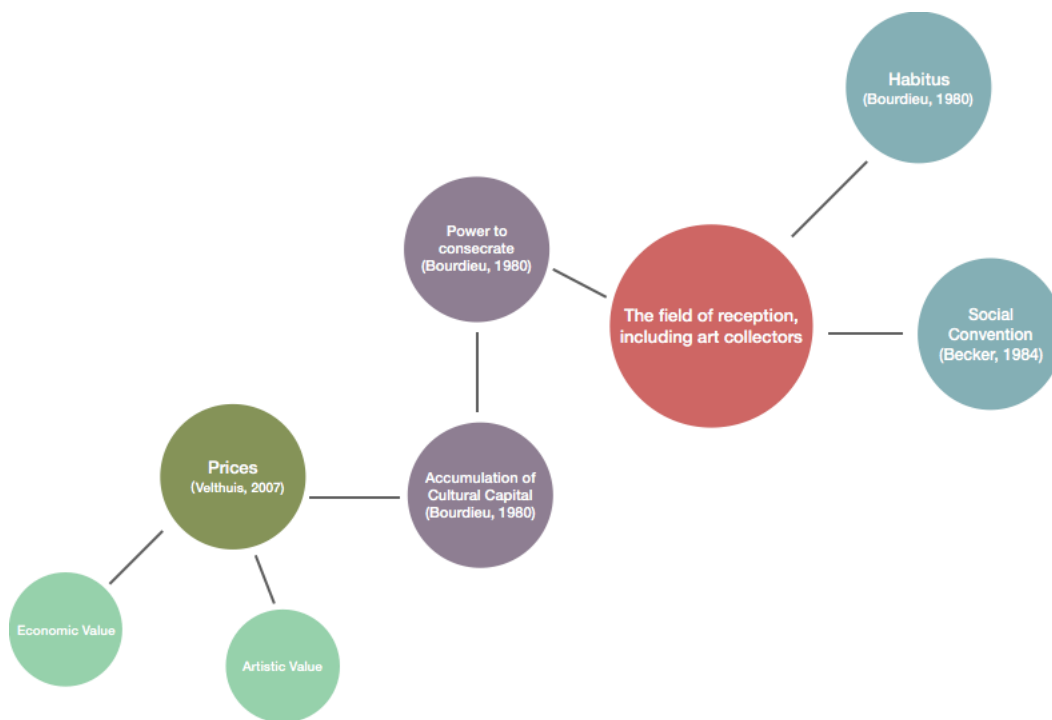 Habitus
(Bourdieu, 1980)
Power to
consecrate
(Bourdieu, 1980)
The field of reception,
including art collectors
Social
Convention
(Becker, 1984)
Prices
(Velthuis, 2007)
Accumulation of
Cultural Capital
(Bourdieu, 1980)
Economic Value
Artistic Value